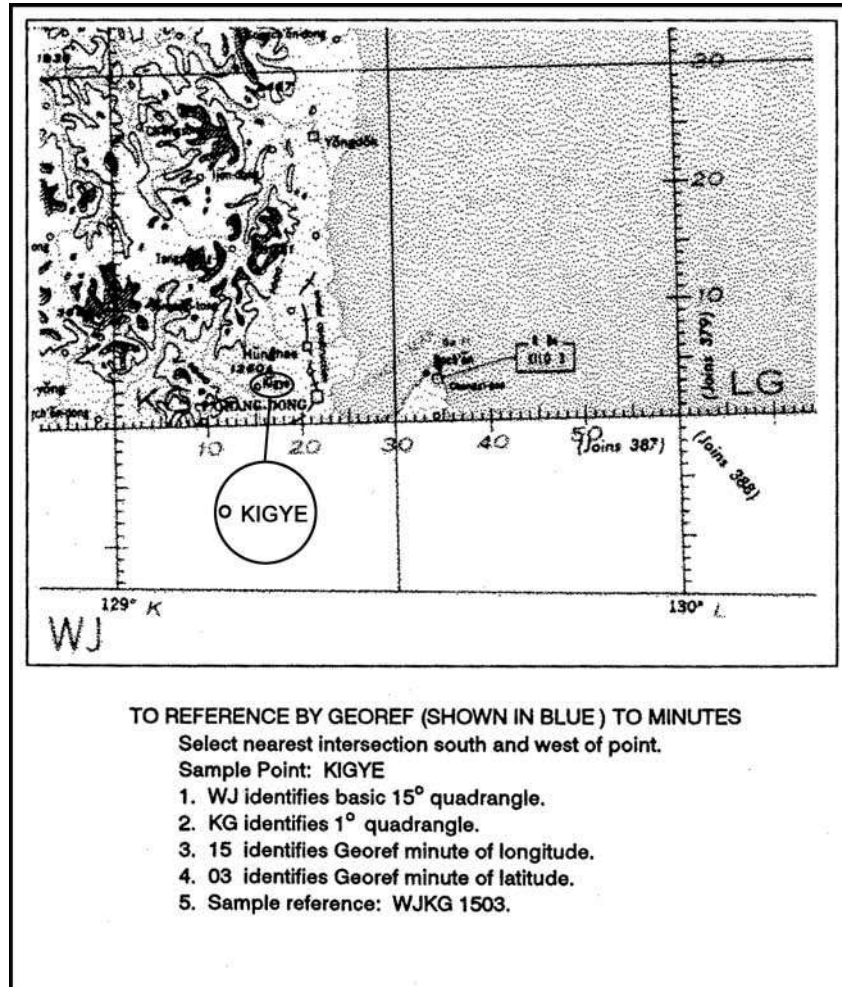 30
Yŏngdŏk
20
10
(Joins 379)
LG
Hŭnghae
Kigye
10
20
30
40
50
(Joins 387)
(Joins 388)
O KIGYE
129° K
130° L
WJ
TO REFERENCE BY GEOREF (SHOWN IN BLUE ) TO MINUTES
Select nearest intersection south and west of point.
Sample Point: KIGYE
1. WJ identifies basic 15° quadrangle.
2. KG identifies 1° quadrangle.
3. 15 identifies Georef minute of longitude.
4. 03 identifies Georef minute of latitude.
5. Sample reference: WJKG 1503.